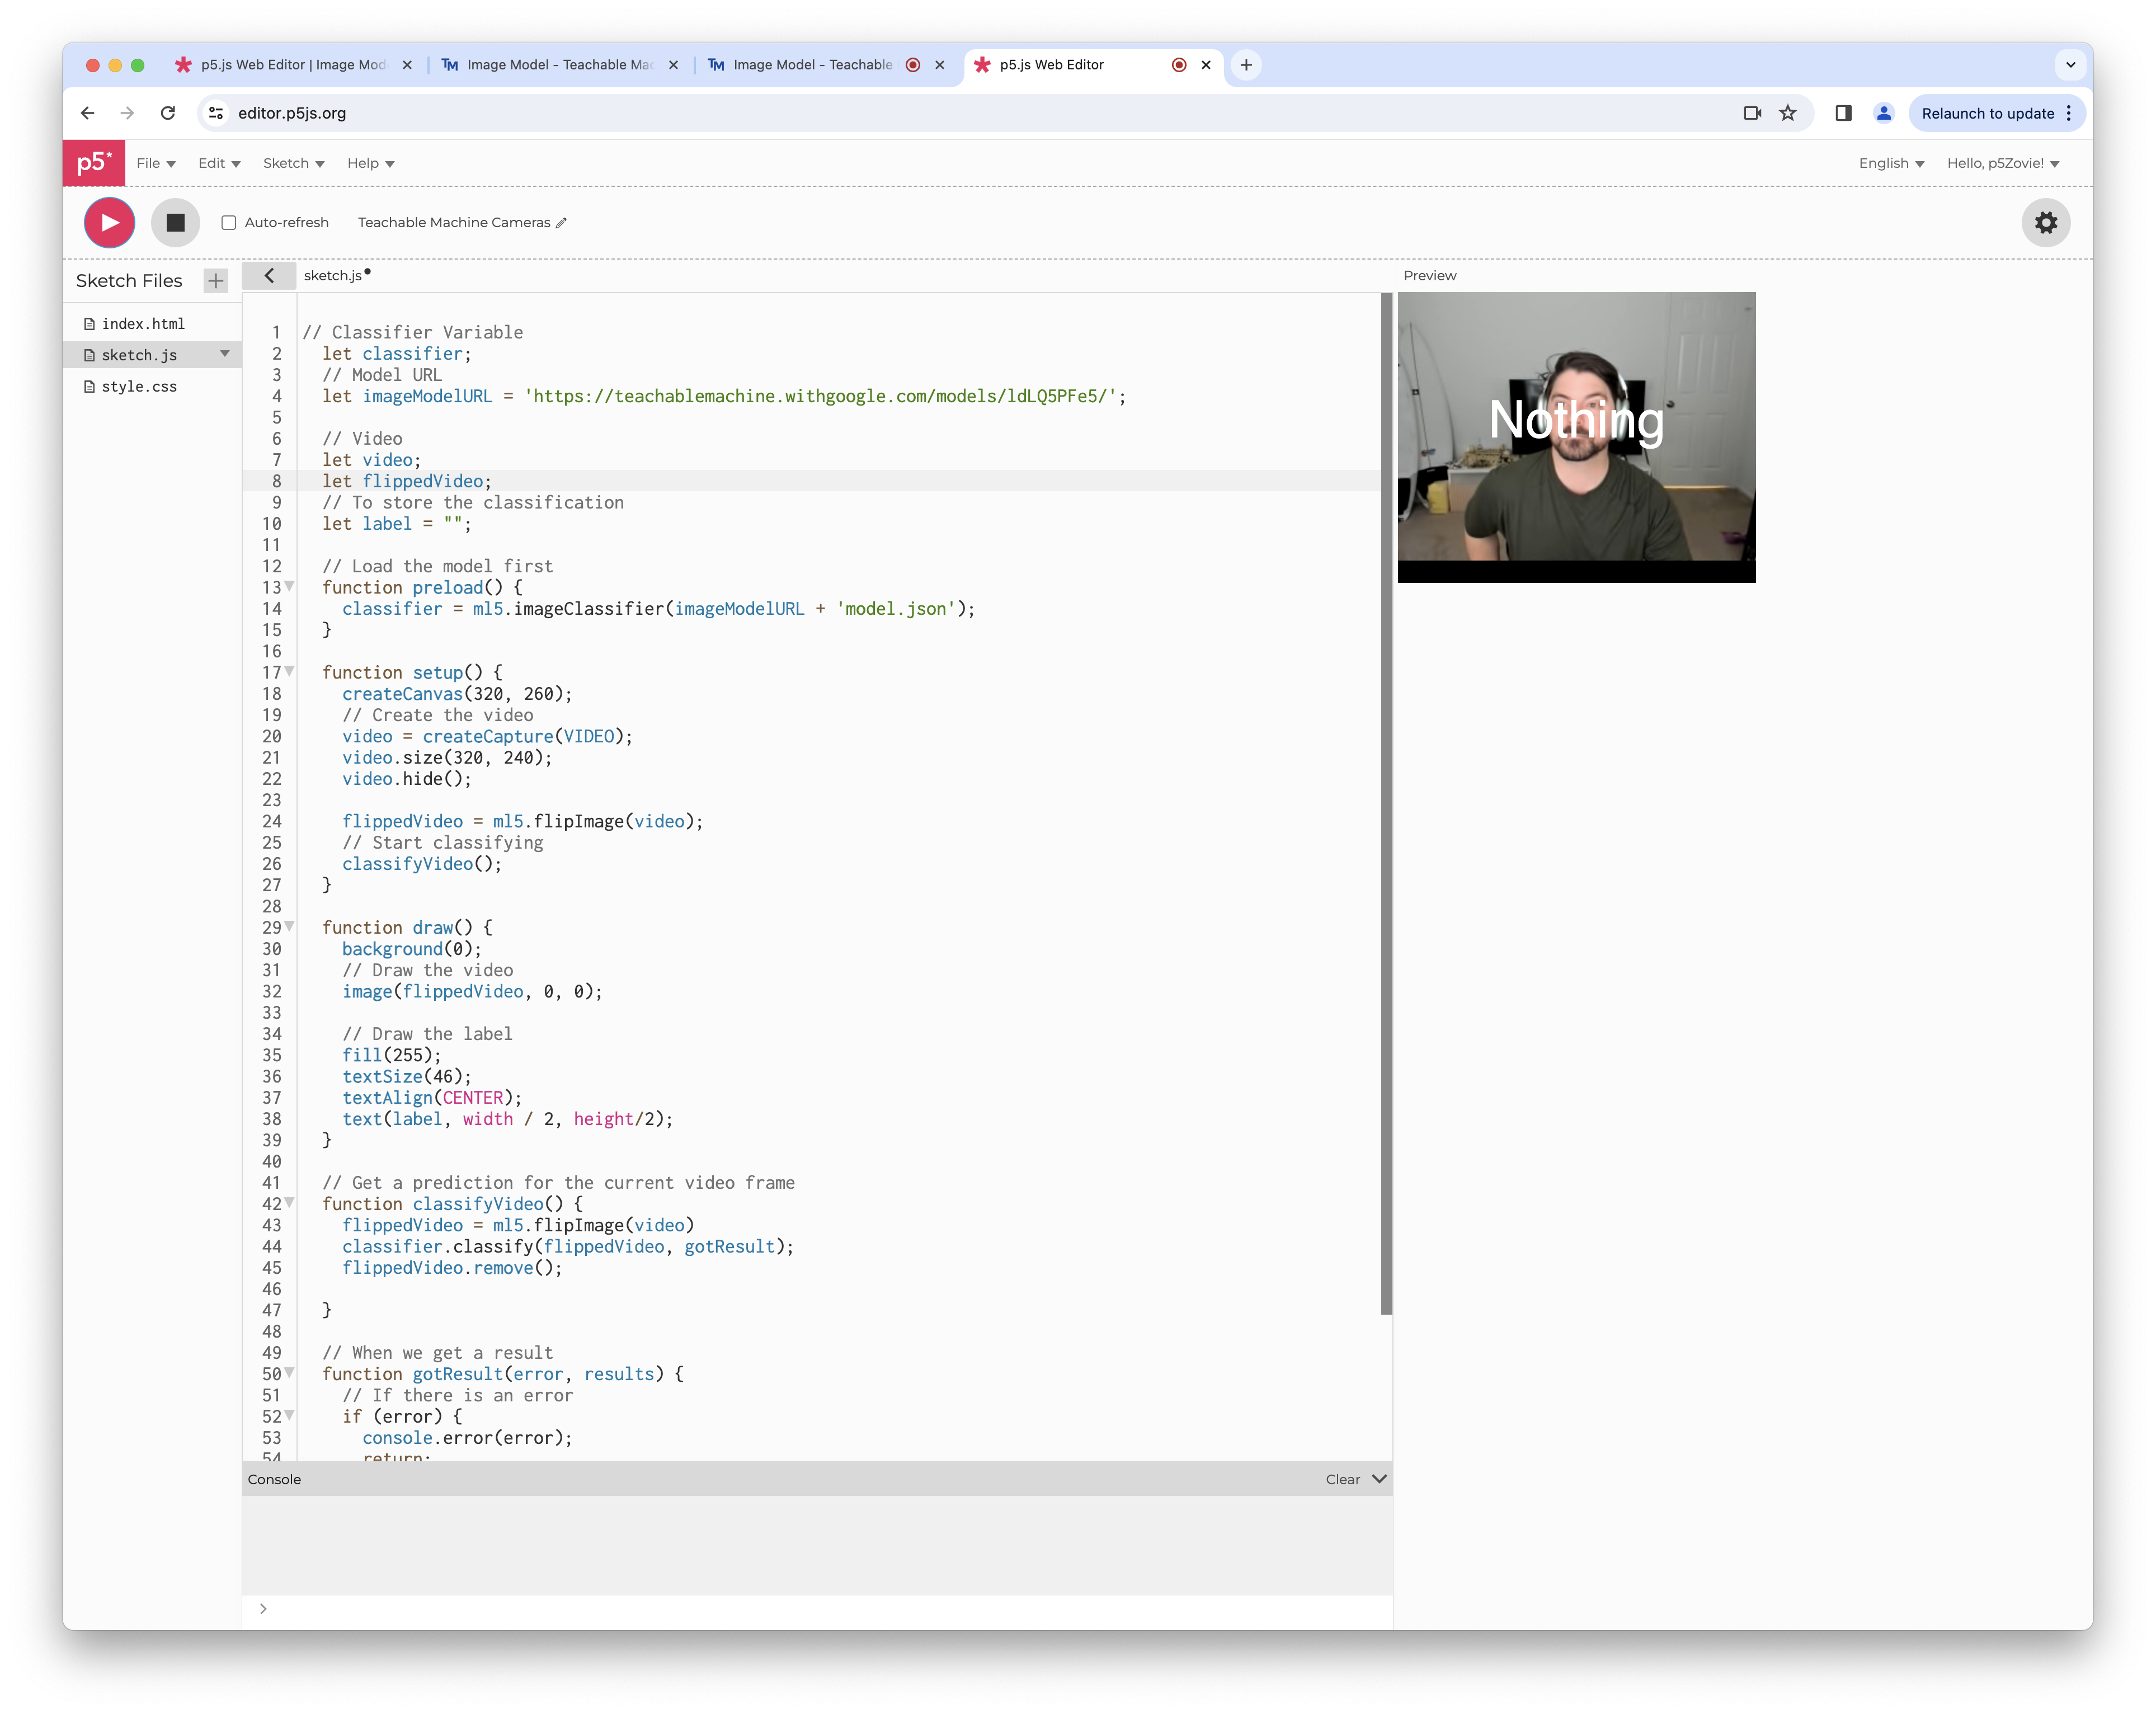 p5.js Web Editor | Image Mod
Image Model - Teachable Mac
Image Model - Teachable
p5.js Web Editor
editor.p5js.org
Relaunch to update
p5*
File
Edit
Sketch
Help
English
Hello, p5Zovie!
Auto-refresh
Teachable Machine Cameras
Sketch Files
index.html
sketch.js
style.css
sketch.js
1 // Classifier Variable
2 let classifier;
3 // Model URL
4 let imageModelURL = 'https://teachablemachine.withgoogle.com/models/ldLQ5PFe5/';
5
6 // Video
7 let video;
8 let flippedVideo;
9 // To store the classification
10 let label = "";
11
12 // Load the model first
13 function preload() {
14 classifier = ml5.imageClassifier(imageModelURL + 'model.json');
15 }
16
17 function setup() {
18 createCanvas(320, 260);
19 // Create the video
20 video = createCapture(VIDEO);
21 video.size(320, 240);
22 video.hide();
23
24 flippedVideo = ml5.flipImage(video);
25 // Start classifying
26 classifyVideo();
27 }
28
29 function draw() {
30 background(0);
31 // Draw the video
32 image(flippedVideo, 0, 0);
33
34 // Draw the label
35 fill(255);
36 textSize(46);
37 textAlign(CENTER);
38 text(label, width / 2, height/2);
39 }
40
41 // Get a prediction for the current video frame
42 function classifyVideo() {
43 flippedVideo = ml5.flipImage(video)
44 classifier.classify(flippedVideo, gotResult);
45 flippedVideo.remove();
46
47 }
48
49 // When we get a result
50 function gotResult(error, results) {
51 // If there is an error
52 if (error) {
53 console.error(error);
54 return;
Console
Clear
>
Preview
Nothing